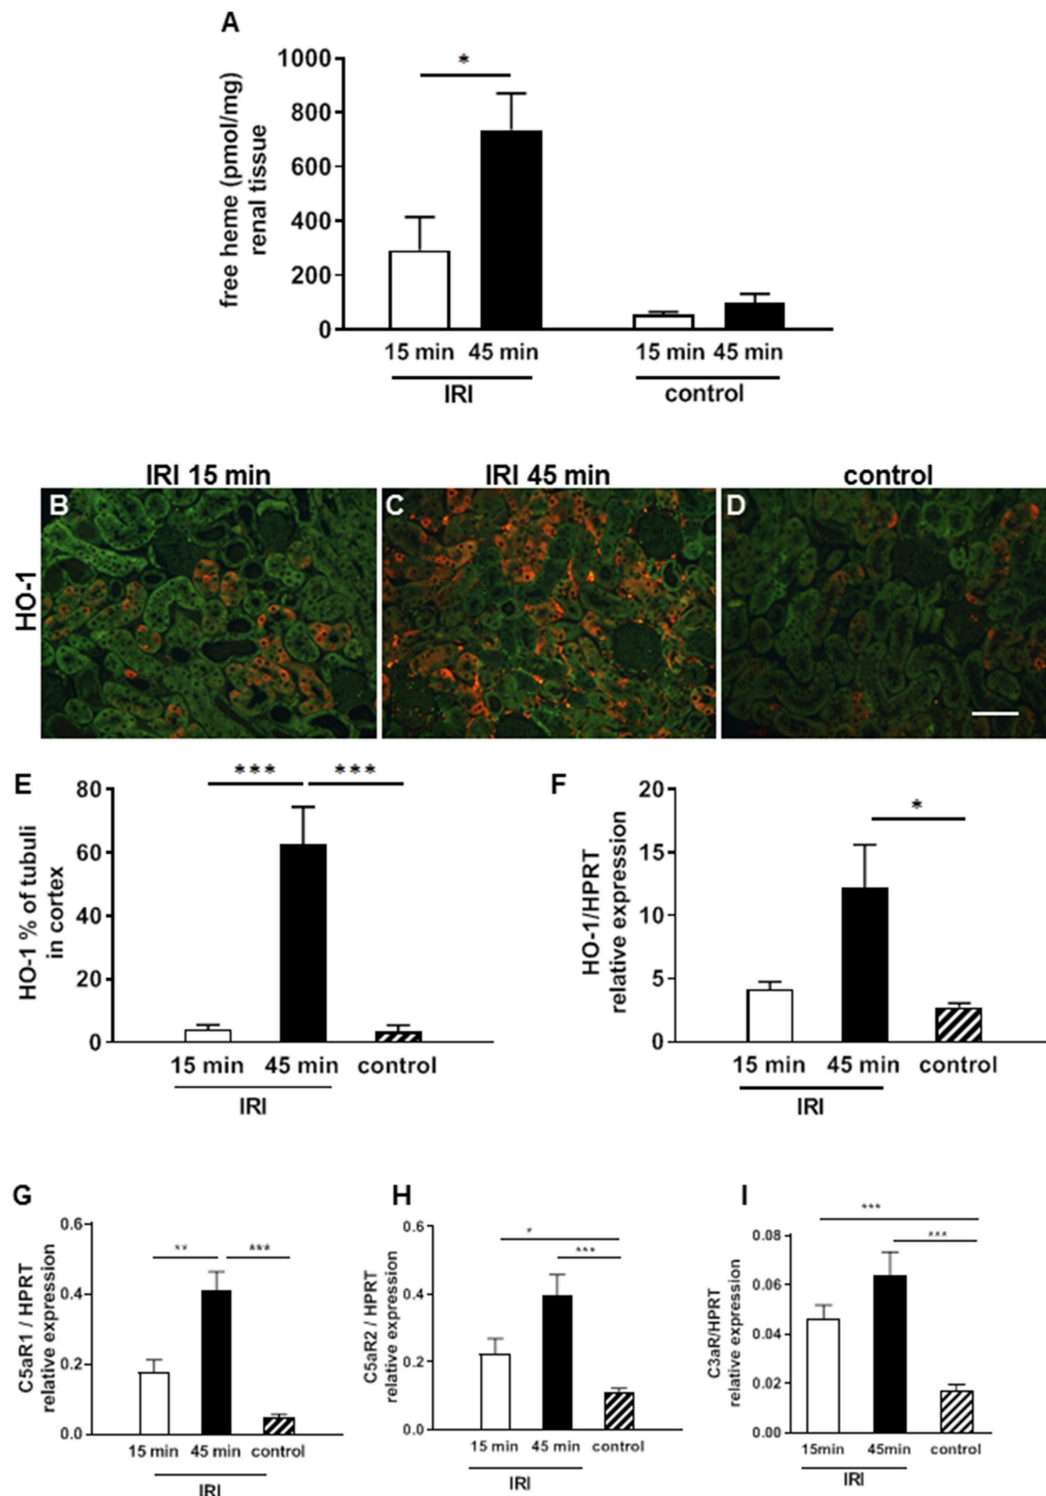 A
1000
*
800
600
400
200
0
free heme (pmol/mg)
renal tissue
15 min 45 min 15 min 45 min
IRI control
IRI 15 min IRI 45 min control
B C D
HO-1
E
*** ***
80
60
40
20
0
HO-1 % of tubuli
in cortex
15 min 45 min control
IRI
F
20
*
15
10
5
0
HO-1/HPRT
relative expression
15 min 45 min control
IRI
G
0.6
** ***
0.4
0.2
0.0
C5aR1 / HPRT
relative expression
15 min 45 min control
IRI
H
0.6
*
***
0.4
0.2
0.0
C5aR2 / HPRT
relative expression
15 min 45 min control
IRI
I
***
0.08
***
0.06
0.04
0.02
0.00
C3aR/HPRT
relative expression
15min 45min control
IRI